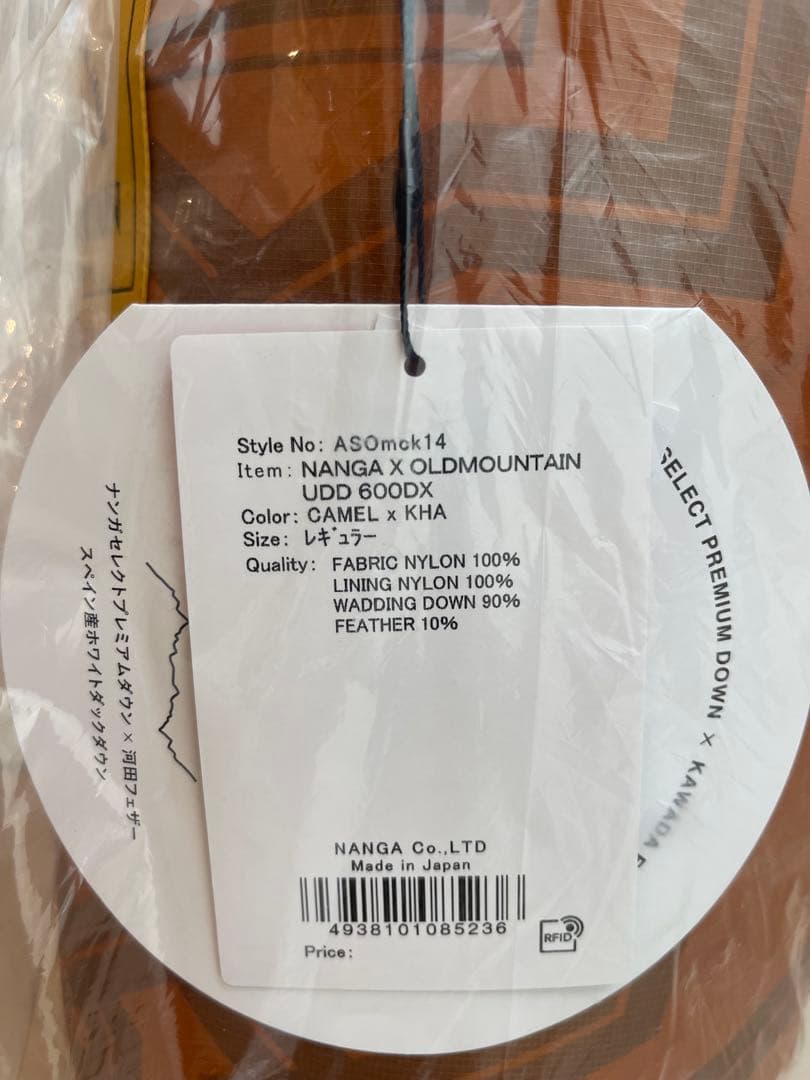 Style No: ASOmck14
Item: NANGA X OLDMOUNTAIN
UDD 600DX
Color: CAMEL x KHA
Size: ﾚｷﾞｭﾗｰ
Quality: FABRIC NYLON 100%
LINING NYLON 100%
WADDING DOWN 90%
FEATHER 10%
NANGA Co.,LTD
Made in Japan
4938101085236
Price:
RFID
ナンガセレクトプレミアムダウン × 河田フェザー
スペイン産ホワイトダックダウン
SELECT PREMIUM DOWN × KAWADA